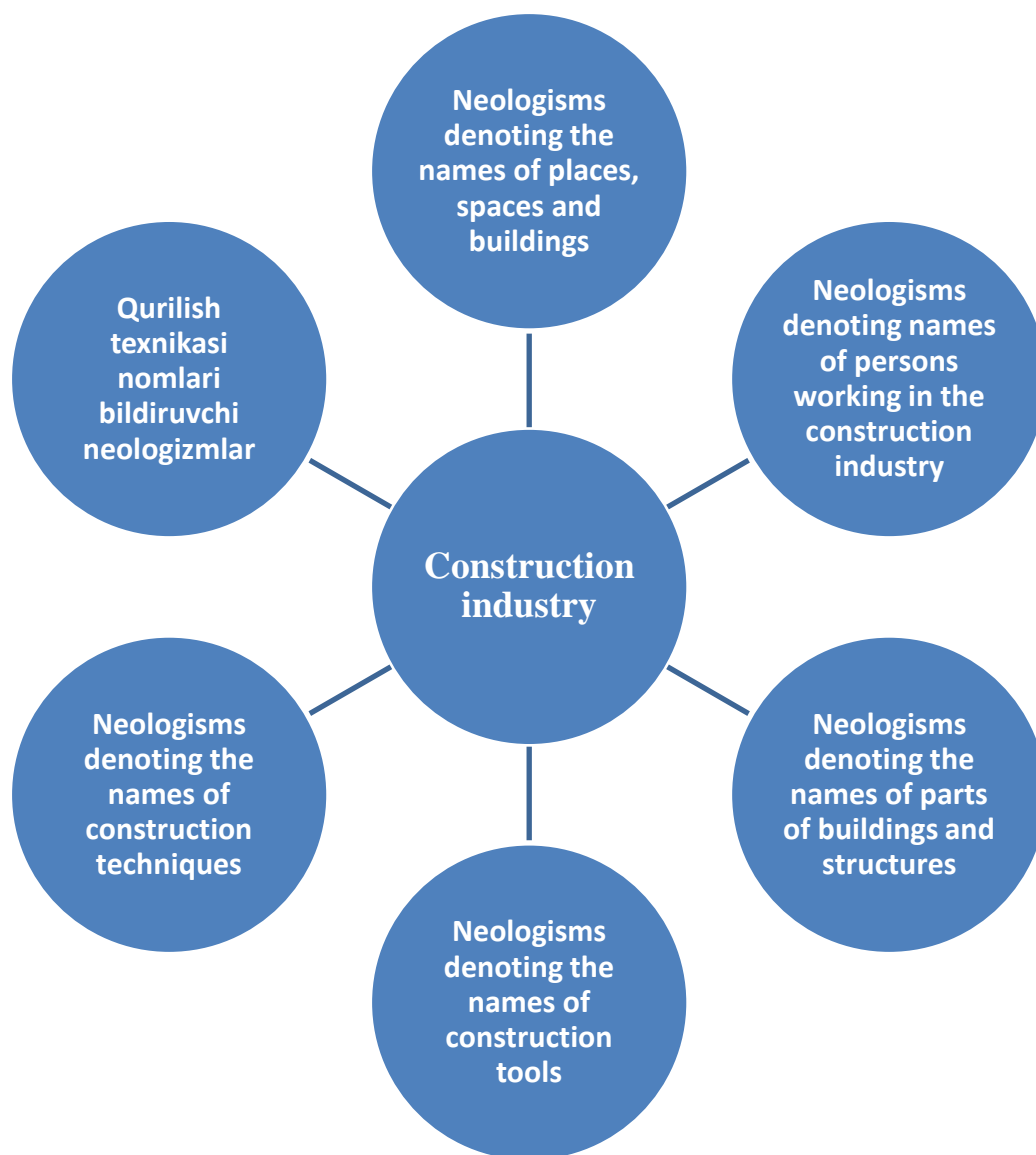 Neologisms
denoting the
names of places,
spaces and
buildings
Neologisms
denoting names
of persons
working in the
construction
industry
Neologisms
denoting the
names of parts
of buildings and
structures
Neologisms
denoting the
names of
construction
tools
Neologisms
denoting the
names of
construction
techniques
Qurilish
texnikasi
nomlari
bildiruvchi
neologizmlar
Construction
industry